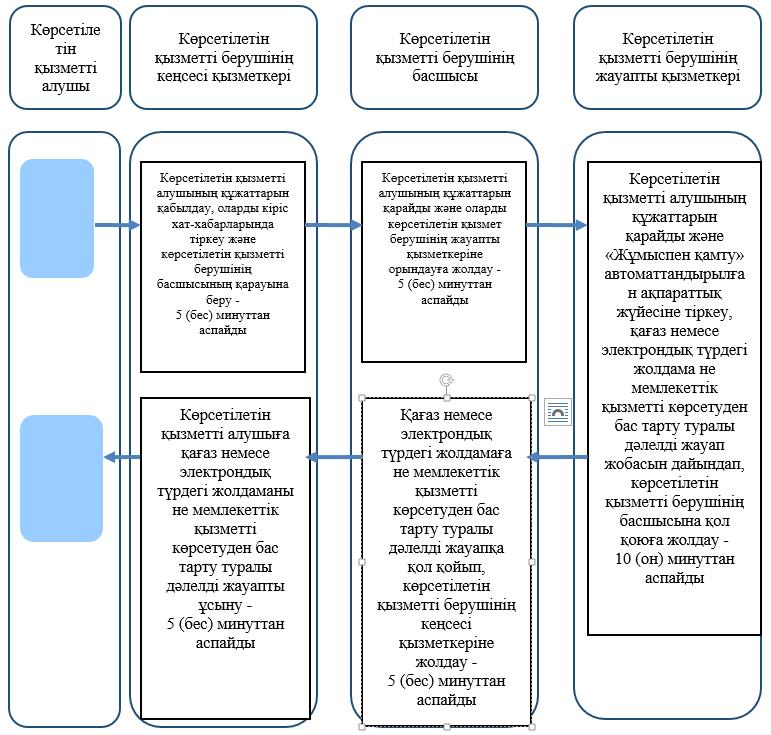 Көрсетіле
тін
қызметті
алушы
Көрсетілетін
қызметті берушінің
кеңсесі қызметкері
Көрсетілетін
қызметті берушінің
басшысы
Көрсетілетін
қызметті берушінің
жауапты қызметкері
Көрсетілетін қызметті
алушының құжаттарын
қабылдау, оларды кіріс
хат-хабарларында
тіркеу және
көрсетілетін қызметті
берушінің
басшысының қарауына
беру -
5 (бес) минуттан
аспайды
Көрсетілетін қызметті
алушының құжаттарын
қарайды және оларды
көрсетілетін қызмет
берушінің жауапты
қызметкеріне
орындауға жолдау -
5 (бес) минуттан
аспайды
Көрсетілетін
қызметті алушының
құжаттарын
қарайды және
«Жұмыспен қамту»
автоматтандырылға
н ақпараттық
жүйесіне тіркеу,
қағаз немесе
электрондық түрдегі
жолдама не
мемлекеттік
қызметті көрсетуден
бас тарту туралы
дәлелді жауап
жобасын дайындап,
көрсетілетін
қызметті берушінің
басшысына қол
қоюға жолдау -
10 (он) минуттан
аспайды
Көрсетілетін
қызметті алушыға
қағаз немесе
электрондық
түрдегі жолдаманы
не мемлекеттік
қызметті
көрсетуден бас
тарту туралы
дәлелді жауапты
ұсыну -
5 (бес) минуттан
аспайды
Қағаз немесе
электрондық
түрдегі жолдамаға
не мемлекеттік
қызметті
көрсетуден бас
тарту туралы
дәлелді жауапқа
қол қойып,
көрсетілетін
қызметті берушінің
кеңсесі
қызметкеріне
жолдау -
5 (бес) минуттан
аспайды